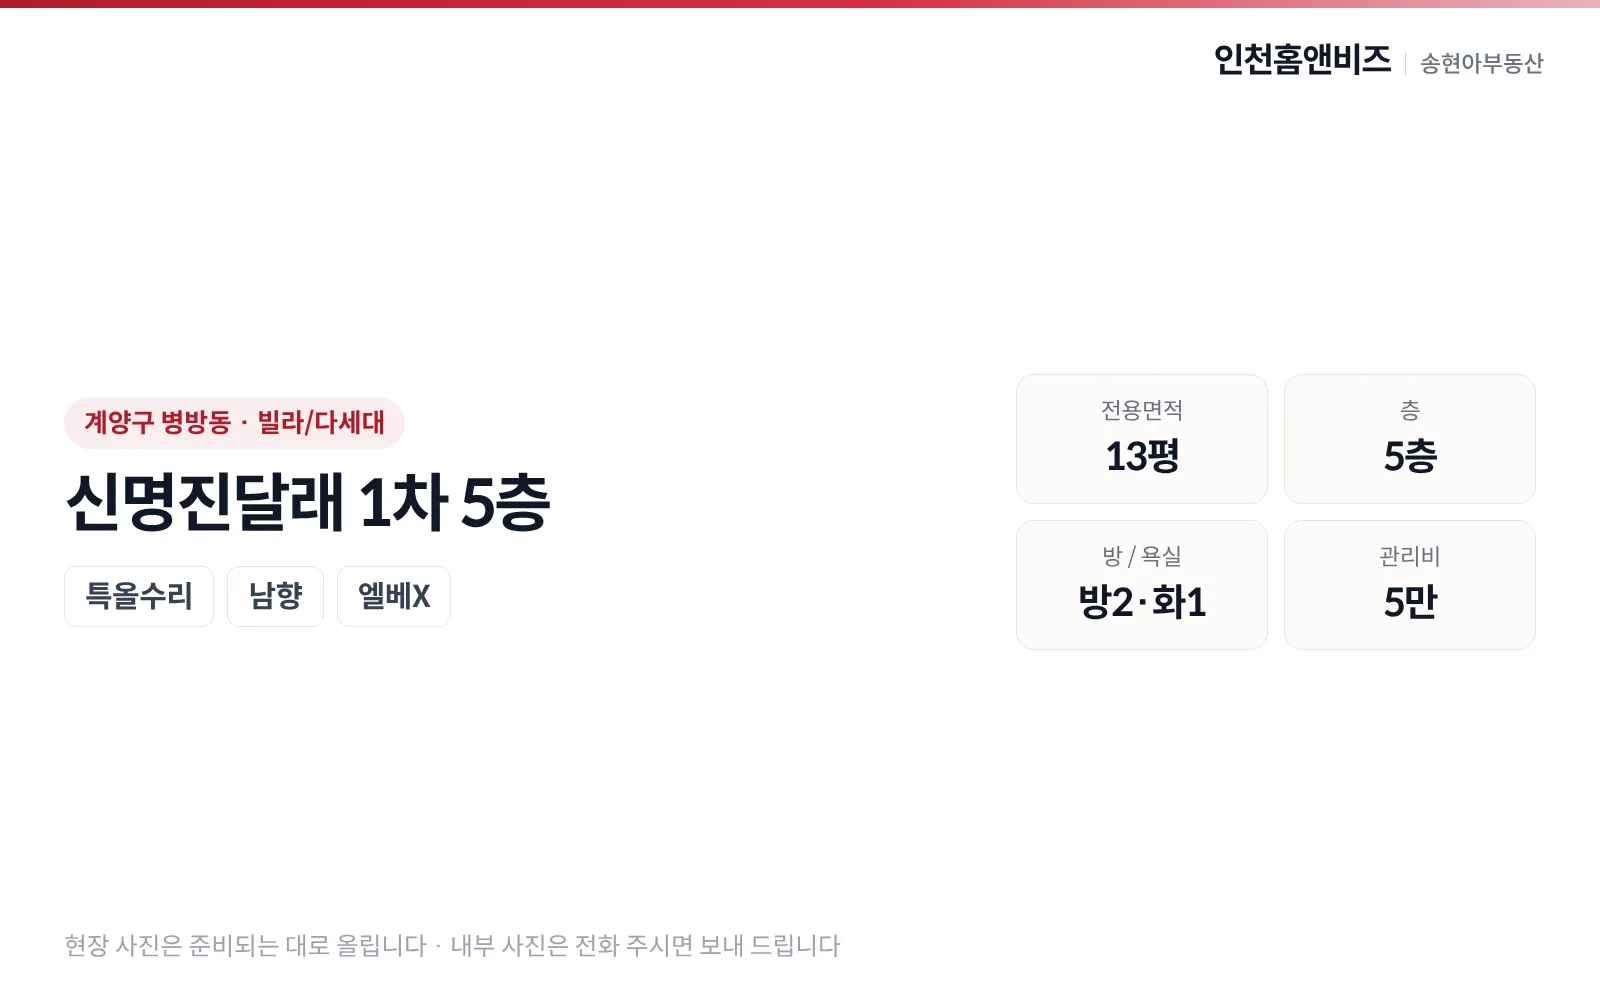 인천홈앤비즈 | 송현아부동산
계양구 병방동 · 빌라/다세대
신명진달래 1차 5층
특올수리 남향 엘베X
전용면적
13평
층
5층
방 / 욕실
방2·화1
관리비
5만
현장 사진은 준비되는 대로 올립니다 · 내부 사진은 전화 주시면 보내 드립니다